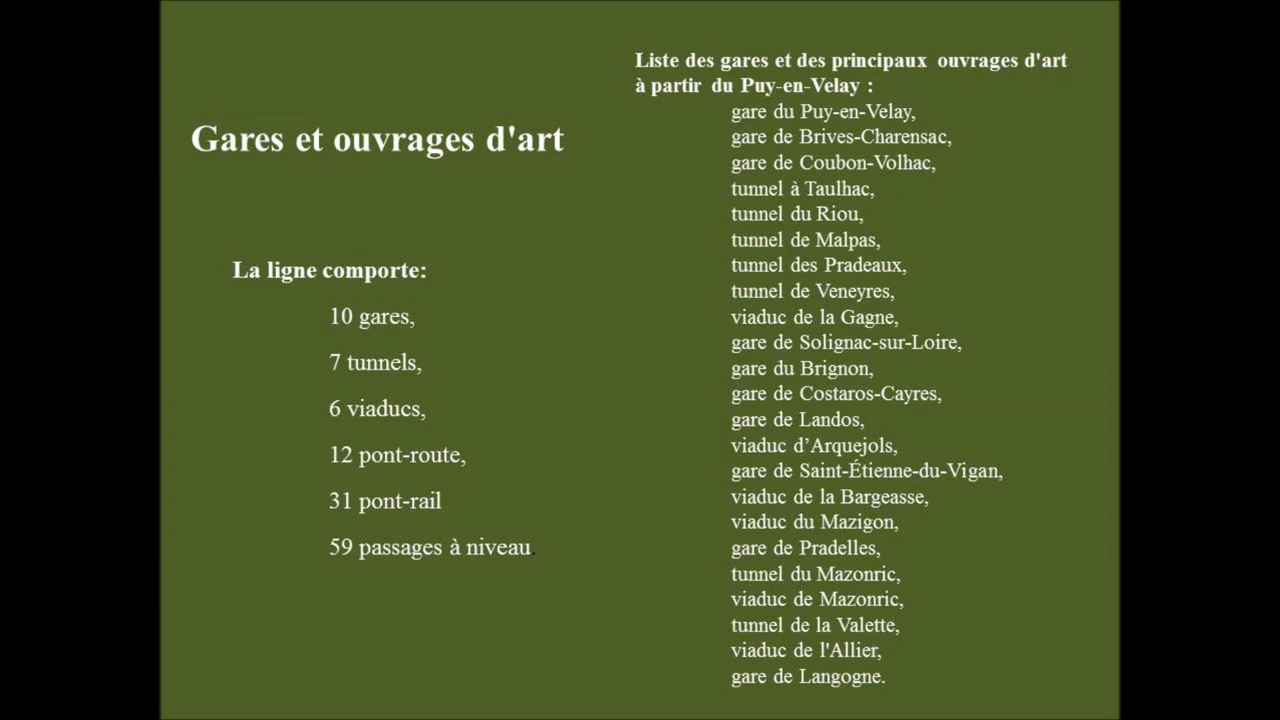 Gares et ouvrages d'art
La ligne comporte:
10 gares,
7 tunnels,
6 viaducs,
12 pont-route,
31 pont-rail
59 passages à niveau.
Liste des gares et des principaux ouvrages d'art
à partir du Puy-en-Velay :
gare du Puy-en-Velay,
gare de Brives-Charensac,
gare de Coubon-Volhac,
tunnel à Taulhac,
tunnel du Riou,
tunnel de Malpas,
tunnel des Pradeaux,
tunnel de Veneyres,
viaduc de la Gagne,
gare de Solignac-sur-Loire,
gare du Brignon,
gare de Costaros-Cayres,
gare de Landos,
viaduc d’Arquejols,
gare de Saint-Étienne-du-Vigan,
viaduc de la Bargeasse,
viaduc du Mazigon,
gare de Pradelles,
tunnel du Mazonric,
viaduc de Mazonric,
tunnel de la Valette,
viaduc de l'Allier,
gare de Langogne.